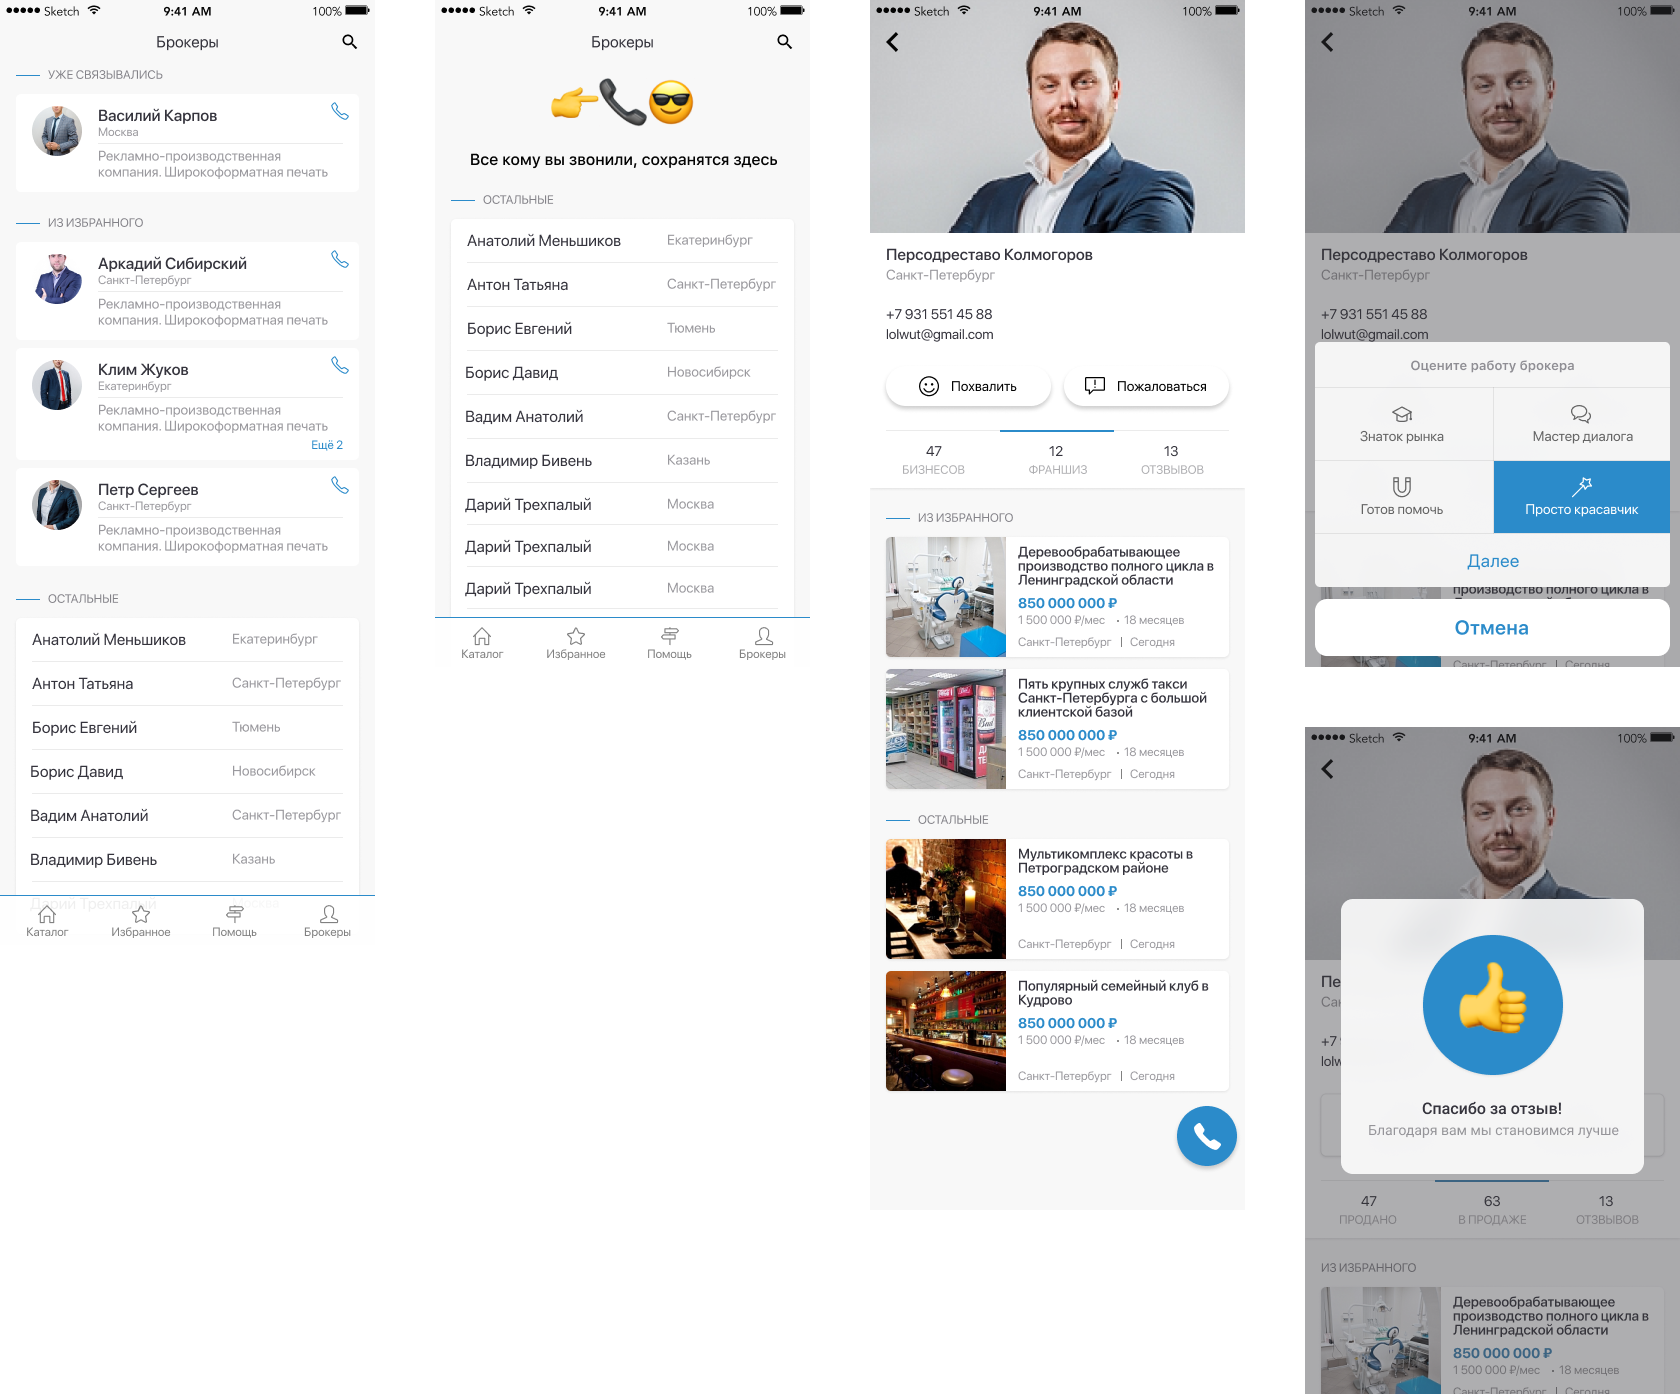 Sketch 9:41 AM 100%
Брокеры
УЖЕ СВЯЗЫВАЛИСЬ
Василий Карпов
Москва
Рекламно-производственная
компания. Широкоформатная печать
ИЗ ИЗБРАННОГО
Аркадий Сибирский
Санкт-Петербург
Рекламно-производственная
компания. Широкоформатная печать
Клим Жуков
Екатеринбург
Рекламно-производственная
компания. Широкоформатная печать
Ещё 2
Петр Сергеев
Санкт-Петербург
Рекламно-производственная
компания. Широкоформатная печать
ОСТАЛЬНЫЕ
Анатолий Меньшиков Екатеринбург
Антон Татьяна Санкт-Петербург
Борис Евгений Тюмень
Борис Давид Новосибирск
Вадим Анатолий Санкт-Петербург
Владимир Бивень Казань
Дарий Трехпалый Москва
Каталог Избранное Помощь Брокеры
Sketch 9:41 AM 100%
Брокеры
Все кому вы звонили, сохранятся здесь
ОСТАЛЬНЫЕ
Анатолий Меньшиков Екатеринбург
Антон Татьяна Санкт-Петербург
Борис Евгений Тюмень
Борис Давид Новосибирск
Вадим Анатолий Санкт-Петербург
Владимир Бивень Казань
Дарий Трехпалый Москва
Дарий Трехпалый Москва
Дарий Трехпалый Москва
Каталог Избранное Помощь Брокеры
Sketch 9:41 AM 100%
Персодреставо Колмогоров
Санкт-Петербург
+7 931 551 45 88
lolwut@gmail.com
Похвалить Пожаловаться
47 12 13
БИЗНЕСОВ ФРАНШИЗ ОТЗВЫВОВ
ИЗ ИЗБРАННОГО
Деревообрабатывающее
производство полного цикла в
Ленинградской области
850 000 000 ₽
1 500 000 ₽/мес • 18 месяцев
Санкт-Петербург | Сегодня
Пять крупных служб такси
Санкт-Петербурга с большой
клиентской базой
850 000 000 ₽
1 500 000 ₽/мес • 18 месяцев
Санкт-Петербург | Сегодня
ОСТАЛЬНЫЕ
Мультикомплекс красоты в
Петроградском районе
850 000 000 ₽
1 500 000 ₽/мес • 18 месяцев
Санкт-Петербург | Сегодня
Популярный семейный клуб в
Кудрово
850 000 000 ₽
1 500 000 ₽/мес • 18 месяцев
Санкт-Петербург | Сегодня
Sketch 9:41 AM 100%
Персодреставо Колмогоров
Санкт-Петербург
+7 931 551 45 88
lolwut@gmail.com
Оцените работу брокера
Знаток рынка Мастер диалога
Готов помочь Просто красавчик
Далее
производство полного цикла в
Отмена
Санкт-Петербург | Сегодня
Sketch 9:41 AM 100%
Пе
Сан
+7
lolw
Спасибо за отзыв!
Благодаря вам мы становимся лучше
47 63 13
ПРОДАНО В ПРОДАЖЕ ОТЗВЫВОВ
ИЗ ИЗБРАННОГО
Деревообрабатывающее
производство полного цикла в
Ленинградской области
850 000 000 ₽
1 500 000 ₽/мес • 18 месяцев
Санкт-Петербург | Сегодня